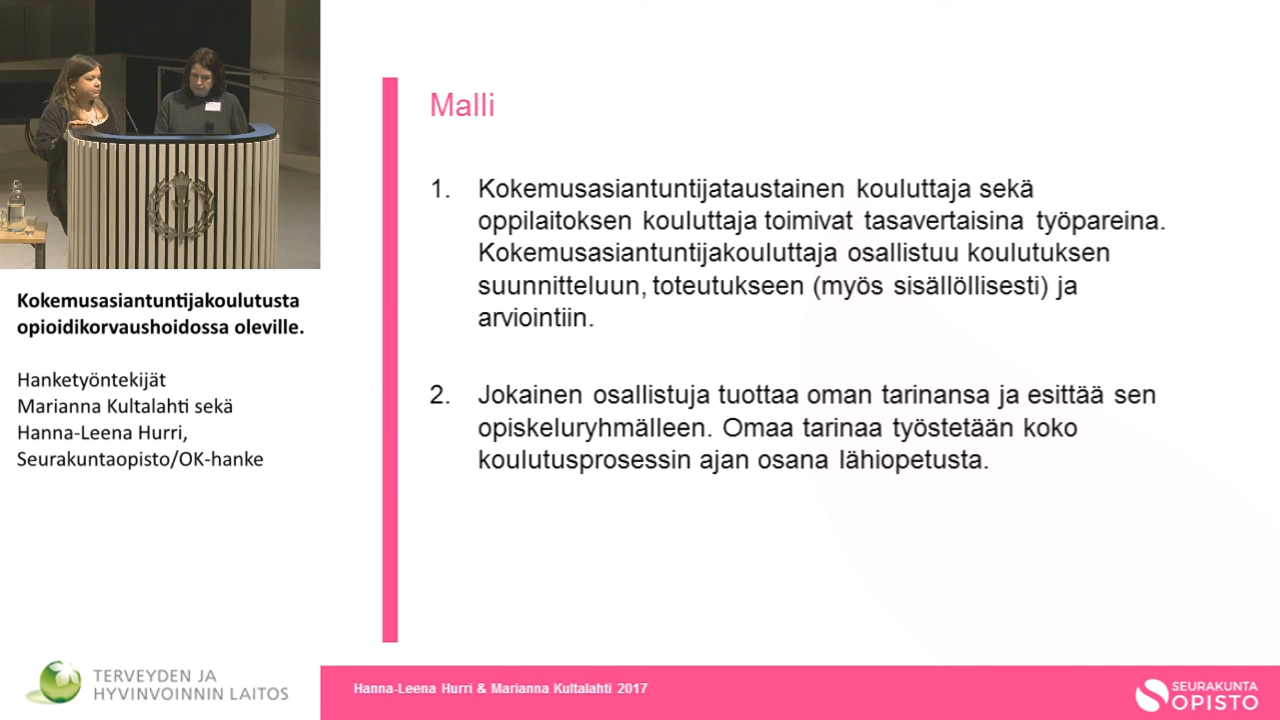 Kokemusasiantuntijakoulutusta
opioidikorvaushoidossa oleville.
Hanketyöntekijät
Marianna Kultalahti sekä
Hanna-Leena Hurri,
Seurakuntaopisto/OK-hanke
TERVEYDEN JA
HYVINVOINNIN LAITOS
Malli
1. Kokemusasiantuntijataustainen kouluttaja sekä
oppilaitoksen kouluttaja toimivat tasavertaisina työpareina.
Kokemusasiantuntijakouluttaja osallistuu koulutuksen
suunnitteluun, toteutukseen (myös sisällöllisesti) ja
arviointiin.
2. Jokainen osallistuja tuottaa oman tarinansa ja esittää sen
opiskeluryhmälleen. Omaa tarinaa työstetään koko
koulutusprosessin ajan osana lähiopetusta.
Hanna-Leena Hurri & Marianna Kultalahti 2017
SEURAKUNTA
OPISTO